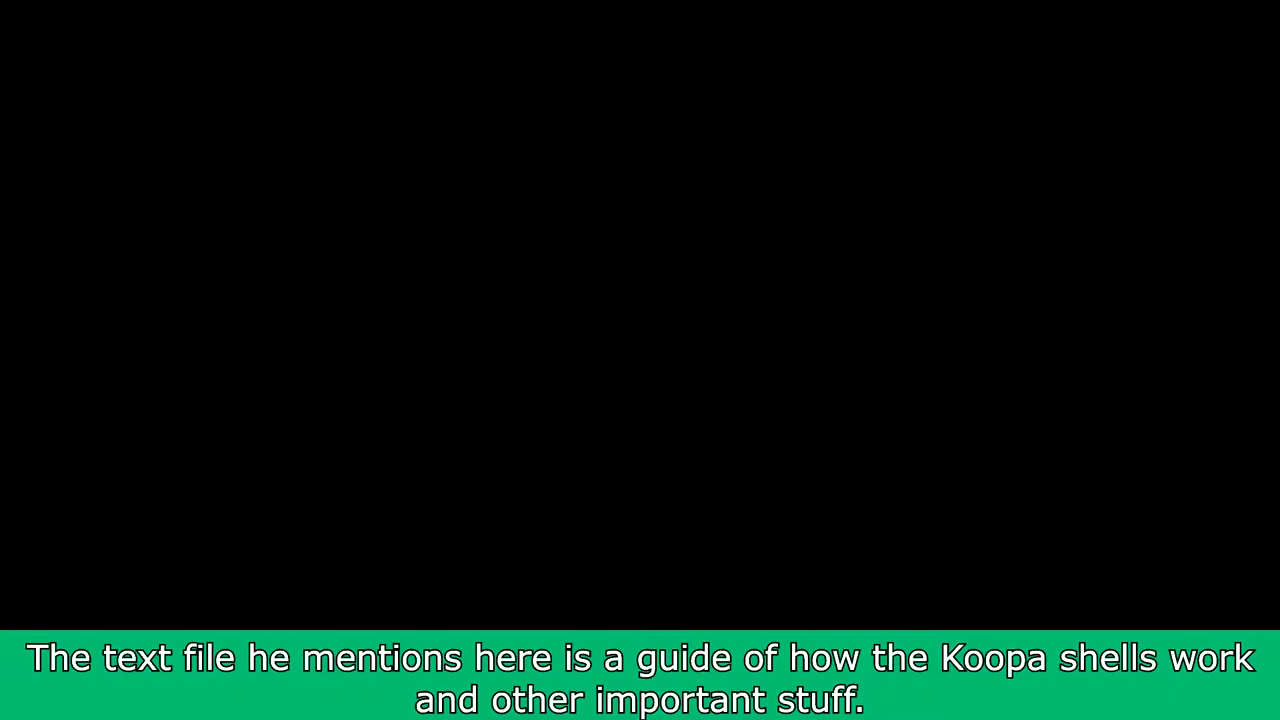 The text file he mentions here is a guide of how the Koopa shells work
and other important stuff.